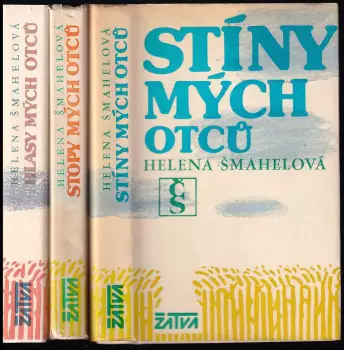 HELENA ŠMAHELOVÁ
HLASY MÝCH OTCŮ
ŽATVA
HELENA ŠMAHELOVÁ
STOPY MÝCH OTCŮ
ŽATVA
HELENA ŠMAHELOVÁ
STÍNY MÝCH OTCŮ
ŽATVA
STÍNY
MÝCH
OTCŮ
HELENA ŠMAHELOVÁ
ČS
ŽATVA